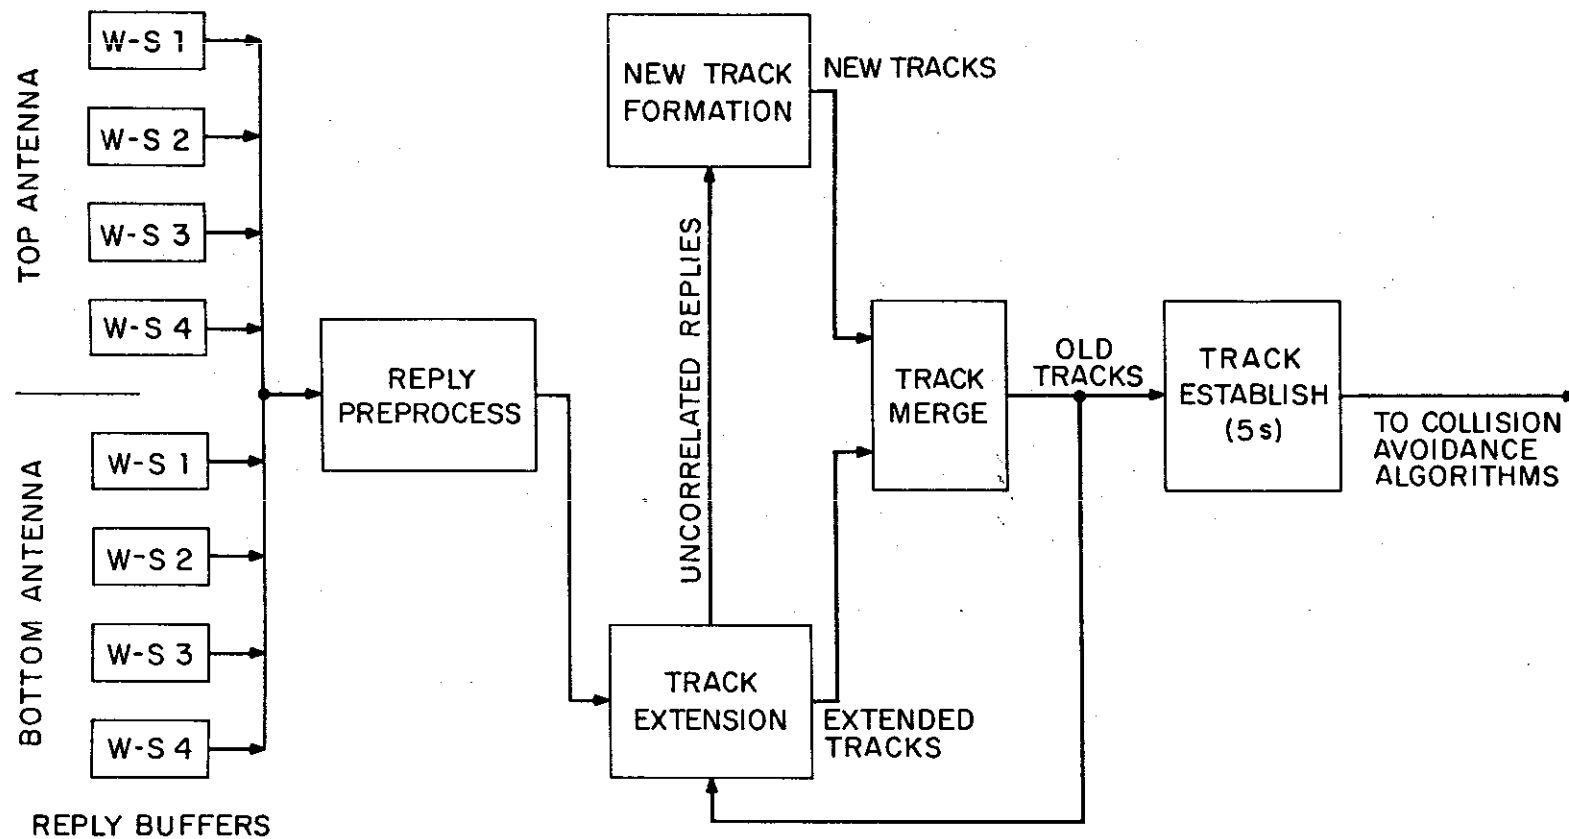 TOP ANTENNA
W-S 1
W-S 2
W-S 3
W-S 4
BOTTOM ANTENNA
W-S 1
W-S 2
W-S 3
W-S 4
REPLY BUFFERS
REPLY
PREPROCESS
NEW TRACK
FORMATION
NEW TRACKS
UNCORRELATED REPLIES
TRACK
EXTENSION
EXTENDED
TRACKS
TRACK
MERGE
OLD
TRACKS
TRACK
ESTABLISH
(5s)
TO COLLISION
AVOIDANCE
ALGORITHMS